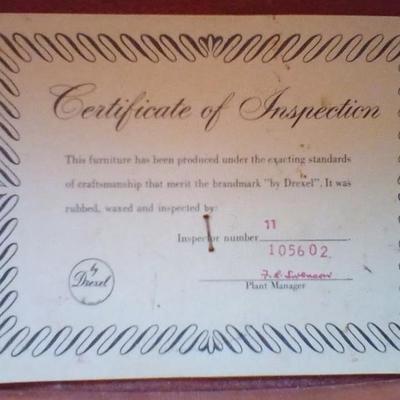 Certificate of Inspection
This furniture has been produced under the exacting standards
of craftsmanship that merit the brandmark "by Drexel". It was
rubbed, waxed and inspected by:
11
Inspector number
105602
by
Drexel
F. E. Swenson
Plant Manager